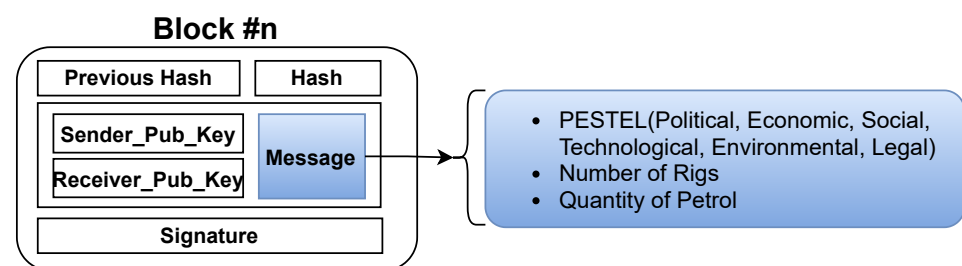 Block #n
Previous Hash
Hash
Sender_Pub_Key
Receiver_Pub_Key
Message
Signature
• PESTEL(Political, Economic, Social,
Technological, Environmental, Legal)
• Number of Rigs
• Quantity of Petrol